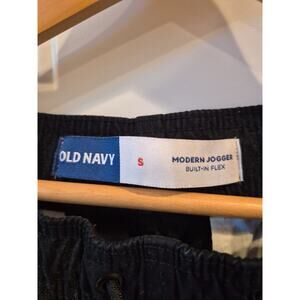 OLD NAVY
S
MODERN JOGGER
BUILT-IN FLEX